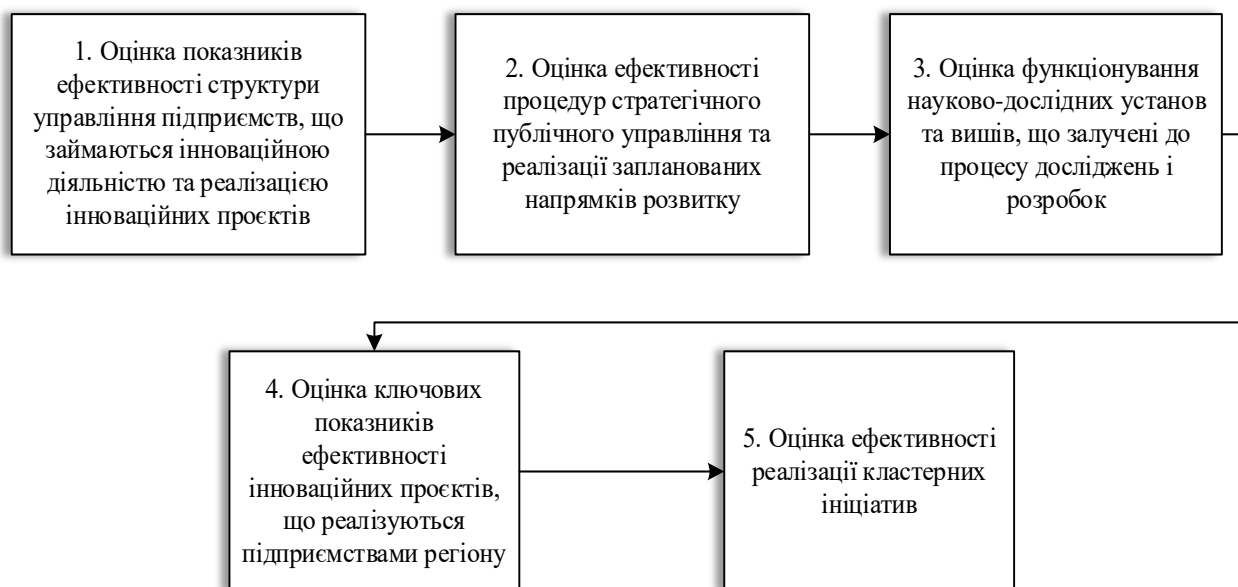 1. Оцінка показників
ефективності структури
управління підприємств, що
займаються інноваційною
діяльністю та реалізацією
інноваційних проєктів
2. Оцінка ефективності
процедур стратегічного
публічного управління та
реалізації запланованих
напрямків розвитку
3. Оцінка функціонування
науково-дослідних установ
та вишів, що залучені до
процесу досліджень і
розробок
4. Оцінка ключових
показників
ефективності
інноваційних проєктів,
що реалізуються
підприємствами регіону
5. Оцінка ефективності
реалізації кластерних
ініціатив